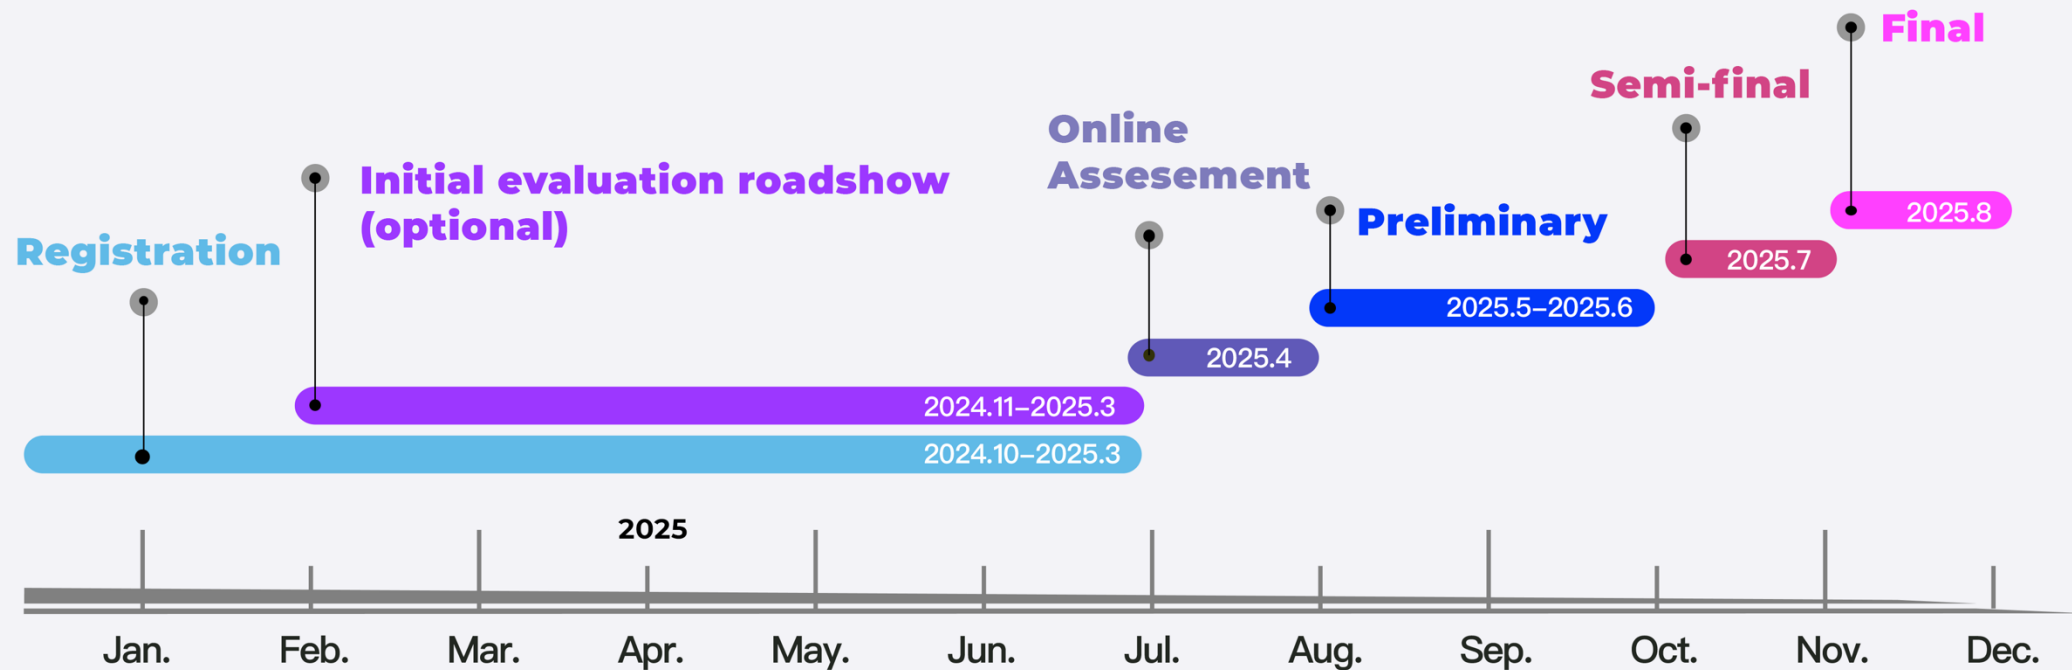 Final
Semi-final
Online
Assesement
Initial evaluation roadshow
(optional)
Preliminary
Registration
2025.8
2025.7
2025.5–2025.6
2025.4
2024.11–2025.3
2024.10–2025.3
2025
Jan. Feb. Mar. Apr. May. Jun. Jul. Aug. Sep. Oct. Nov. Dec.